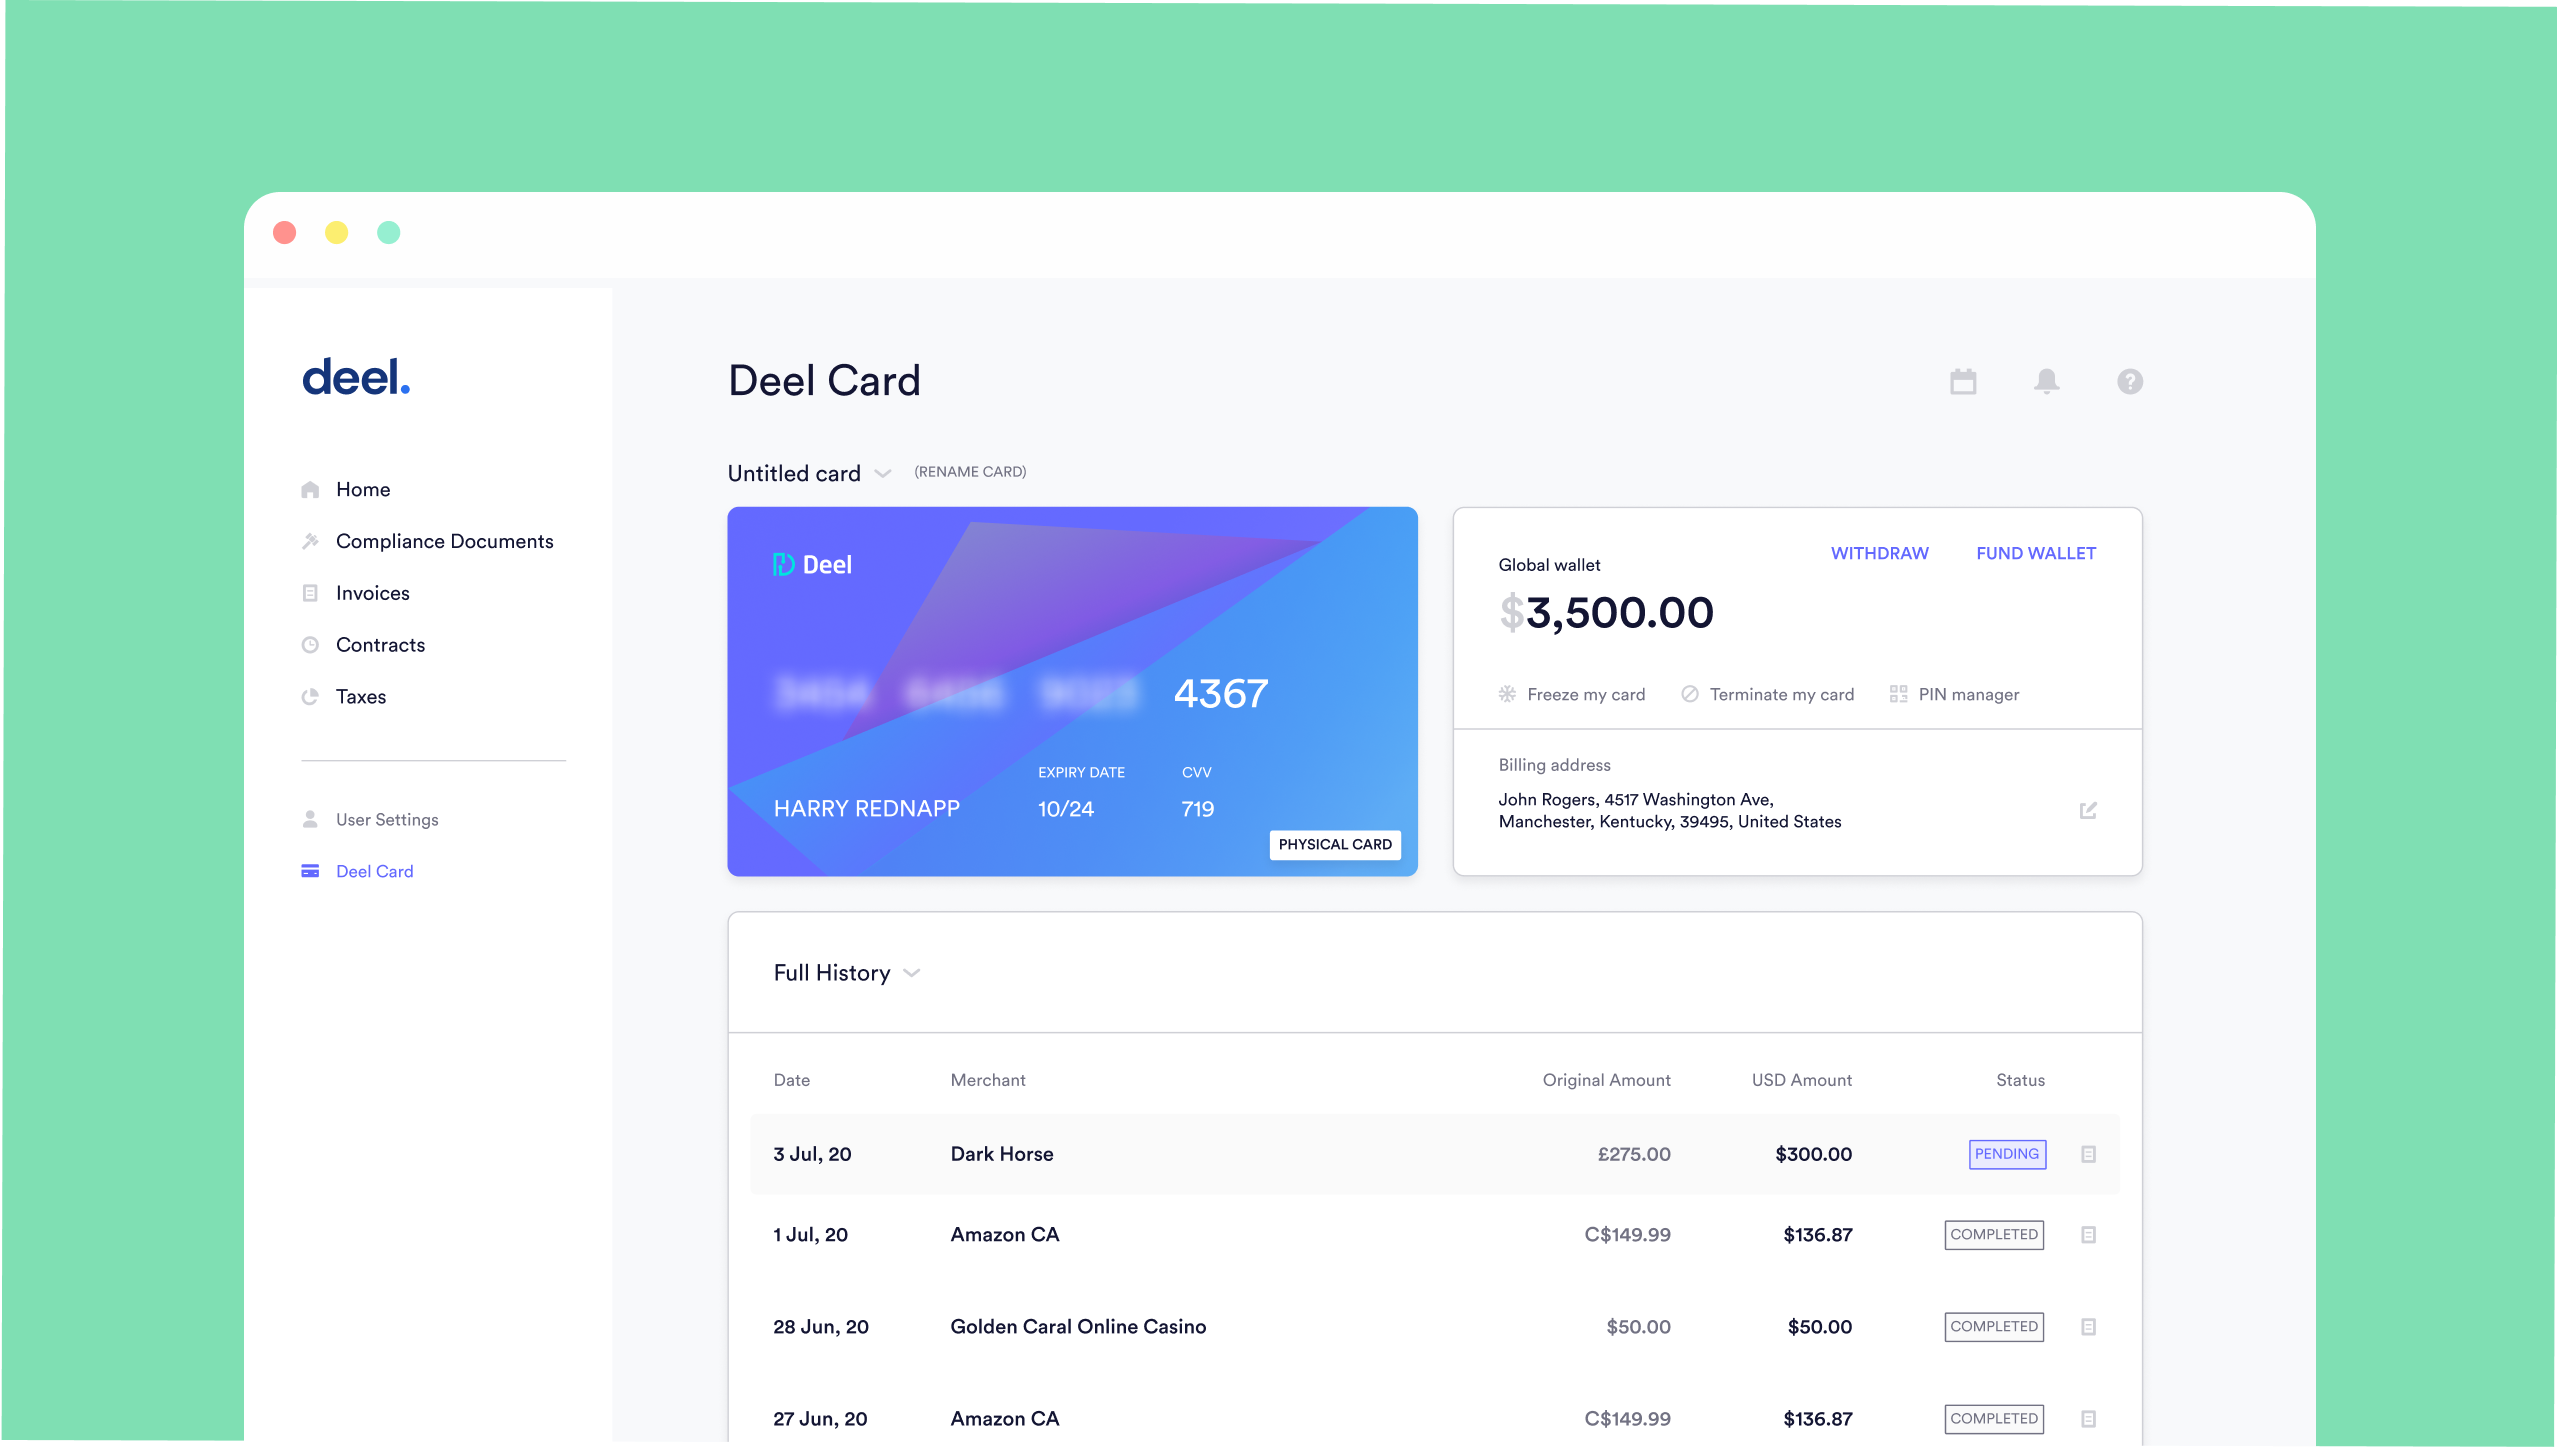 deel.
Home
Compliance Documents
Invoices
Contracts
Taxes
User Settings
Deel Card
Deel Card
Untitled card (RENAME CARD)
Deel
4367
EXPIRY DATE CVV
HARRY REDNAPP 10/24 719
PHYSICAL CARD
WITHDRAW FUND WALLET
Global wallet
$3,500.00
Freeze my card Terminate my card PIN manager
Billing address
John Rogers, 4517 Washington Ave,
Manchester, Kentucky, 39495, United States
Full History
Date Merchant Original Amount USD Amount Status
3 Jul, 20 Dark Horse £275.00 $300.00 PENDING
1 Jul, 20 Amazon CA C$149.99 $136.87 COMPLETED
28 Jun, 20 Golden Caral Online Casino $50.00 $50.00 COMPLETED
27 Jun, 20 Amazon CA C$149.99 $136.87 COMPLETED